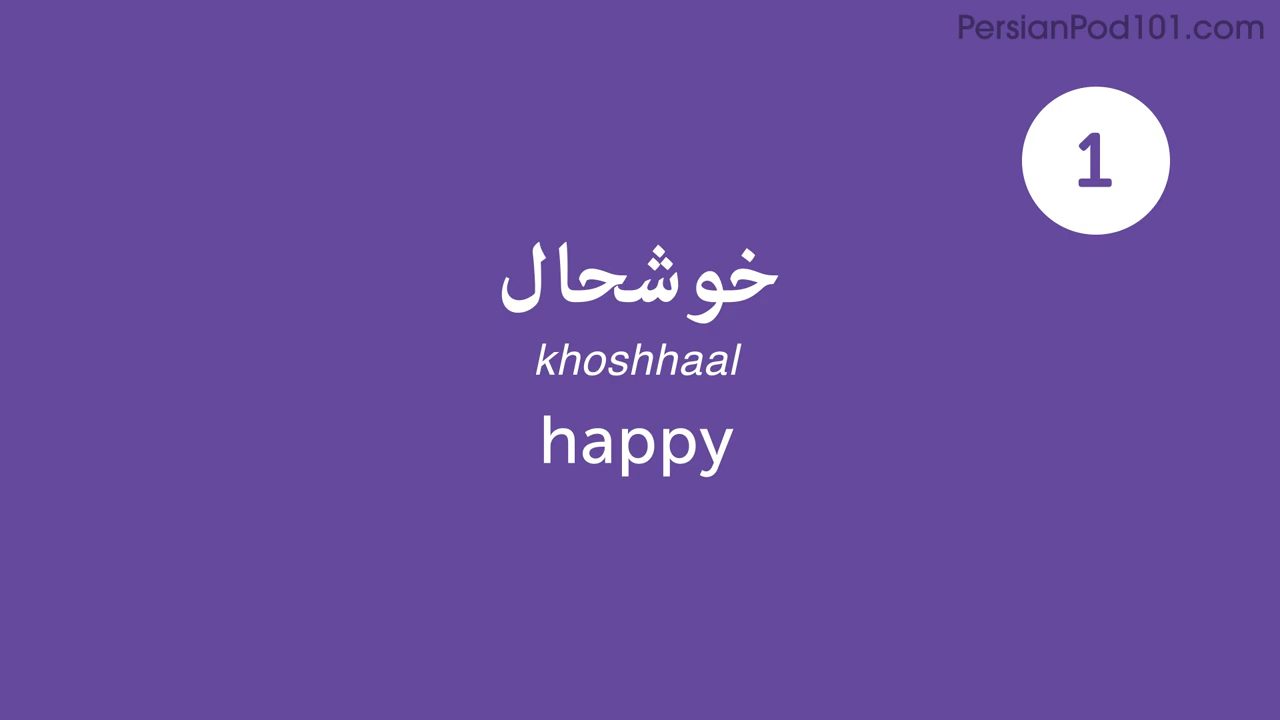 PersianPod101.com
1
خوشحال
khoshhaal
happy